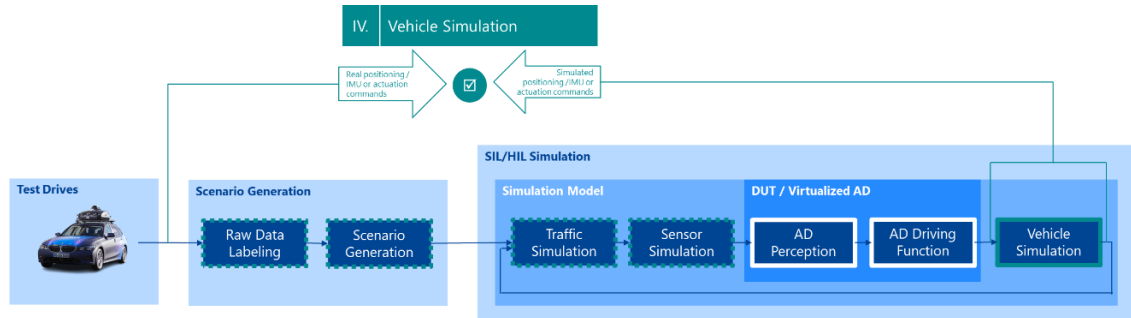 IV. Vehicle Simulation
Real positioning /
IMU or actuation
commands
Simulated
positioning /IMU or
actuation commands
SIL/HIL Simulation
Test Drives
Scenario Generation
Simulation Model
DUT / Virtualized AD
Raw Data
Labeling
Scenario
Generation
Traffic
Simulation
Sensor
Simulation
AD
Perception
AD Driving
Function
Vehicle
Simulation